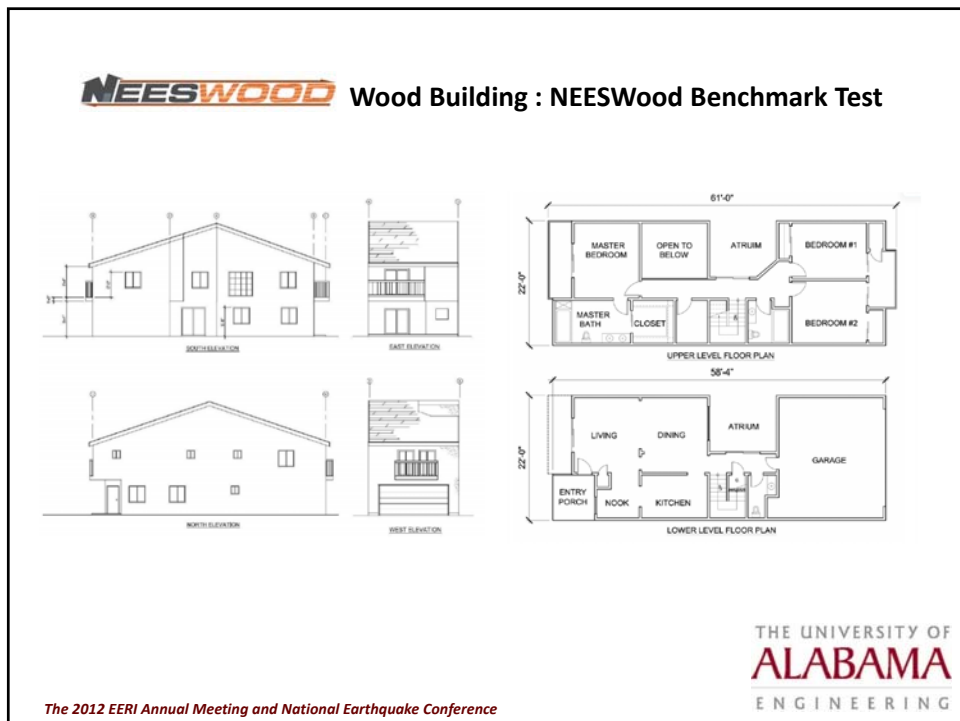 NEESWOOD Wood Building : NEESWood Benchmark Test
SOUTH ELEVATION
EAST ELEVATION
NORTH ELEVATION
WEST ELEVATION
61'-0"
22'-0"
MASTER BEDROOM
OPEN TO BELOW
ATRUIM
BEDROOM #1
MASTER BATH
CLOSET
BEDROOM #2
UPPER LEVEL FLOOR PLAN
58'-4"
22'-0"
LIVING
DINING
ATRIUM
GARAGE
ENTRY PORCH
NOOK
KITCHEN
LOWER LEVEL FLOOR PLAN
THE UNIVERSITY OF
ALABAMA
ENGINEERING
The 2012 EERI Annual Meeting and National Earthquake Conference